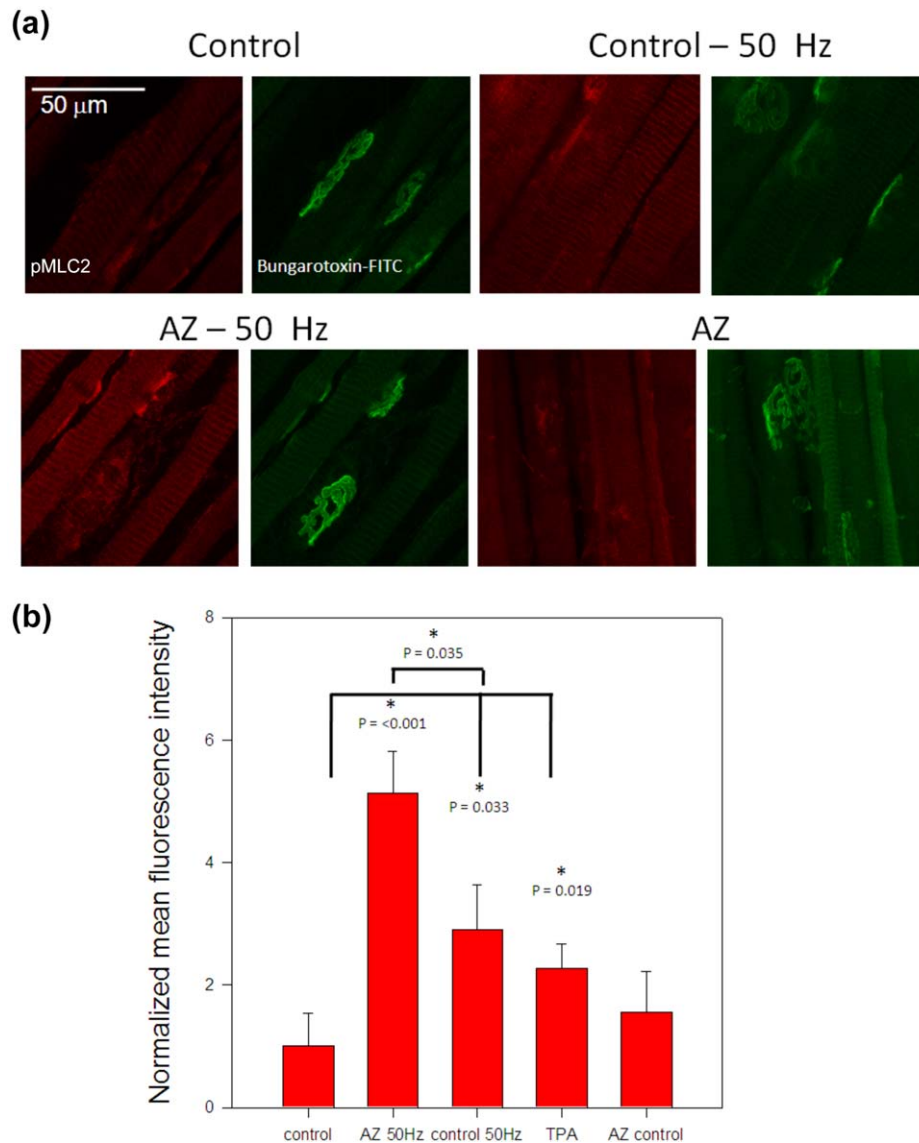 (a)
Control
Control – 50 Hz
50 μm
pMLC2
Bungarotoxin-FITC
AZ – 50 Hz
AZ
(b)
Normalized mean fluorescence intensity
8
6
4
2
0
*
P = 0.035
*
P = <0.001
*
P = 0.033
*
P = 0.019
control
AZ 50Hz
control 50Hz
TPA
AZ control